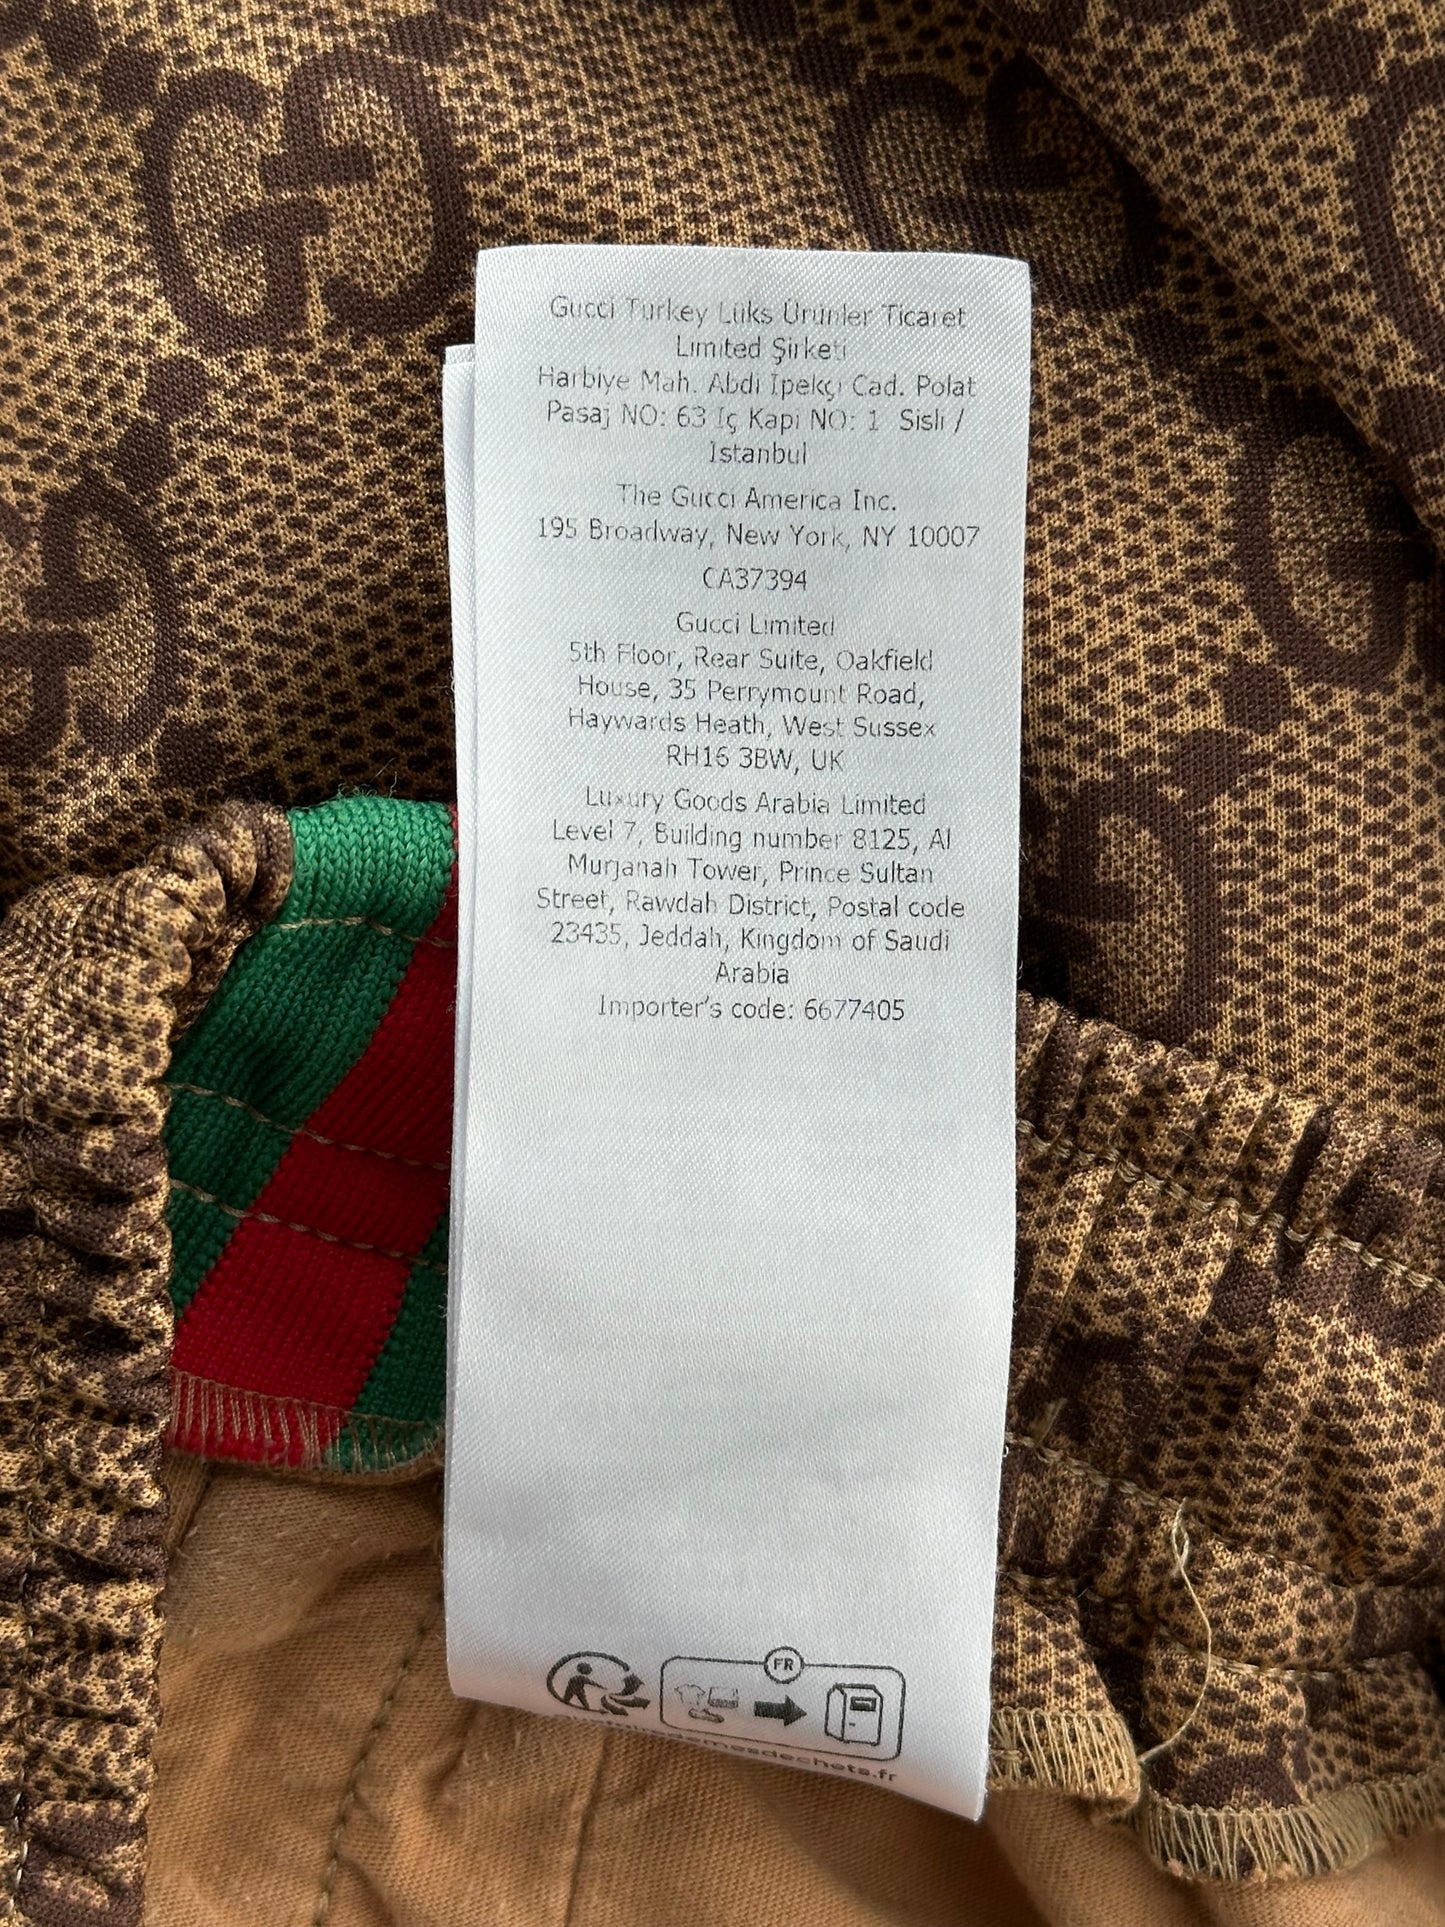 Gucci Turkey Lüks Ürünler Ticaret
Limited Şirketi
Harbiye Mah. Abdi İpekçi Cad. Polat
Pasaj NO: 63 İç Kapi NO: 1 Sisli /
Istanbul
The Gucci America Inc.
195 Broadway, New York, NY 10007
CA37394
Gucci Limited
5th Floor, Rear Suite, Oakfield
House, 35 Perrymount Road,
Haywards Heath, West Sussex
RH16 3BW, UK
Luxury Goods Arabia Limited
Level 7, Building number 8125, Al
Murjanah Tower, Prince Sultan
Street, Rawdah District, Postal code
23435, Jeddah, Kingdom of Saudi
Arabia
Importer's code: 6677405
FR
quefairedemesdechets.fr